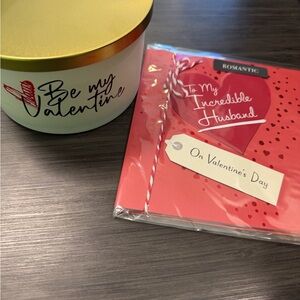 Be my
Valentine
ROMANTIC
To My
Incredible
Husband
On Valentine's Day